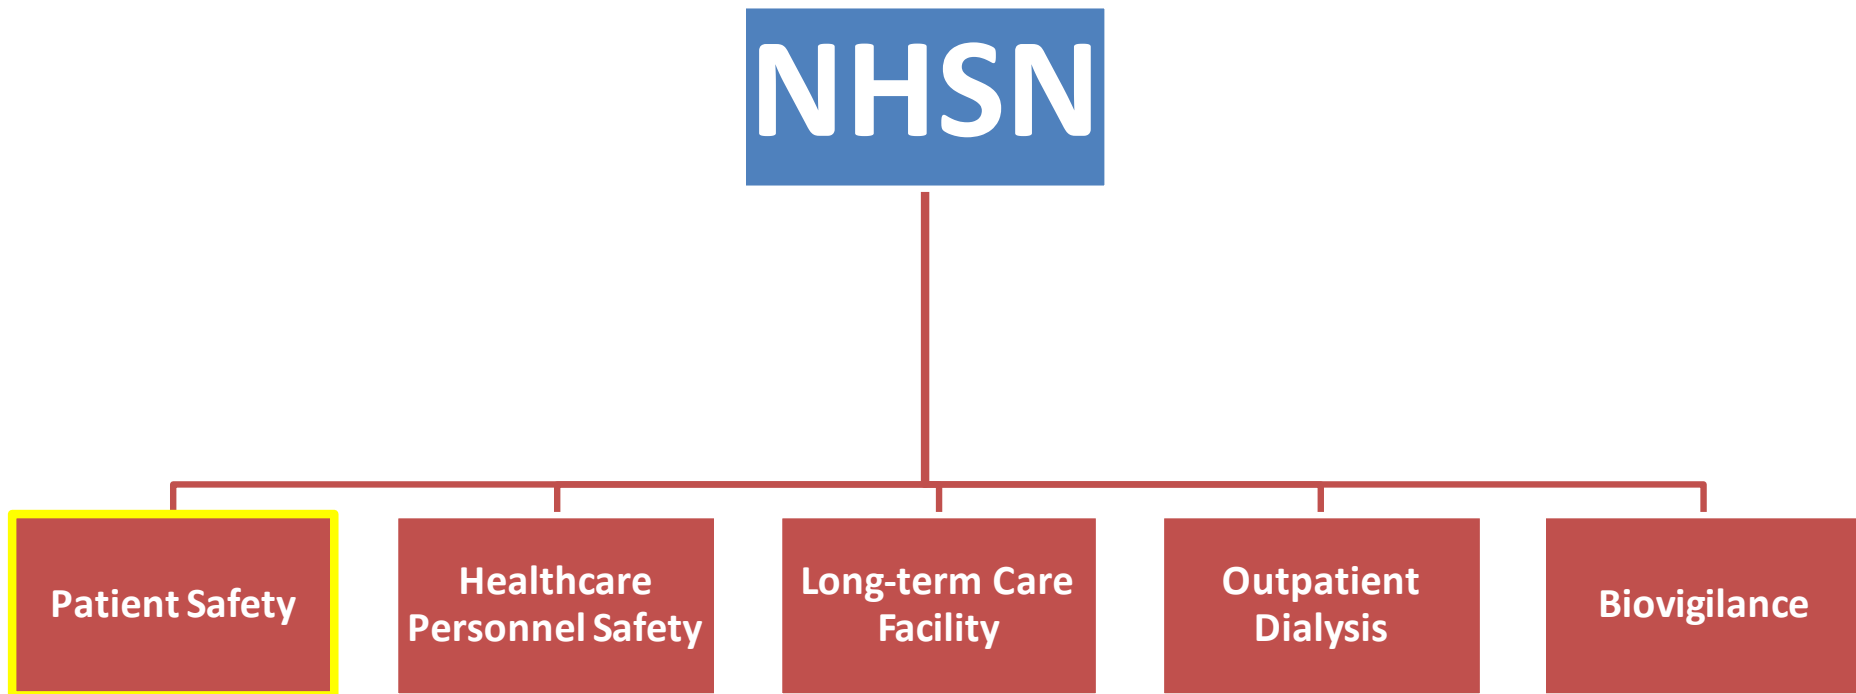 NHSN
Patient Safety
Healthcare
Personnel Safety
Long-term Care
Facility
Outpatient
Dialysis
Biovigilance